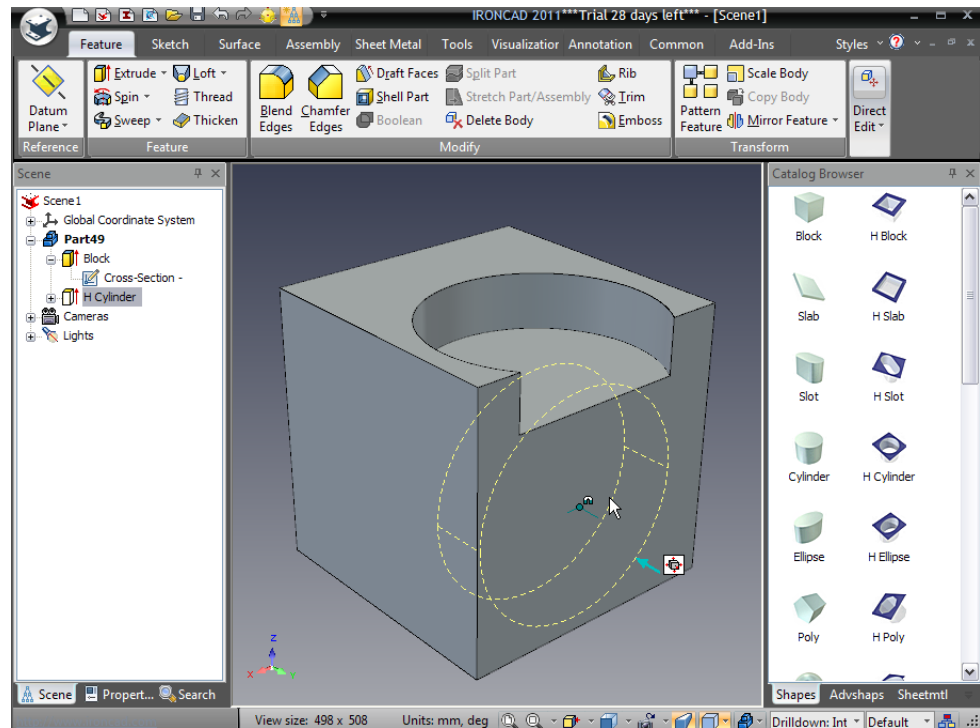 IRONCAD 2011***Trial 28 days left*** - [Scene1]
Feature Sketch Surface Assembly Sheet Metal Tools Visualizatior Annotation Common Add-Ins Styles
Datum Plane
Extrude Loft
Spin Thread
Sweep Thicken
Blend Edges
Chamfer Edges
Draft Faces Split Part Rib
Shell Part Stretch Part/Assembly Trim
Boolean Delete Body Emboss
Pattern Feature
Scale Body
Copy Body
Mirror Feature
Direct Edit
Reference Feature Modify Transform
Scene
Scene1
Global Coordinate System
Part49
Block
Cross-Section -
H Cylinder
Cameras
Lights
Z
X Y
Catalog Browser
Block H Block
Slab H Slab
Slot H Slot
Cylinder H Cylinder
Ellipse H Ellipse
Poly H Poly
Scene Propert... Search
Shapes Advshaps Sheetmtl
View size: 498 x 508 Units: mm, deg Drilldown: Int Default